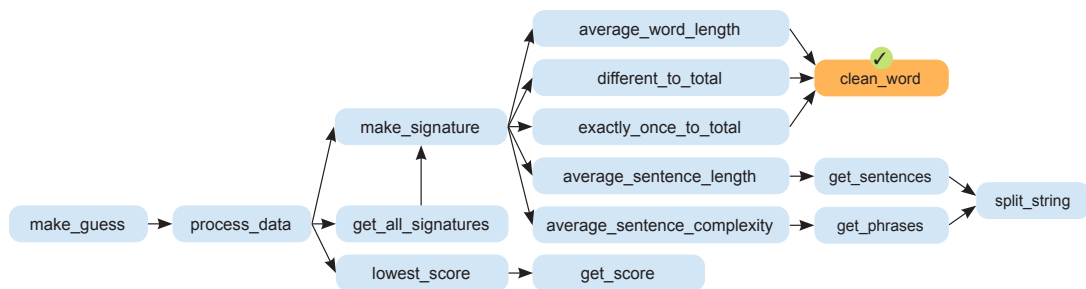 average_word_length
different_to_total
✓
clean_word
make_signature
exactly_once_to_total
average_sentence_length
get_sentences
split_string
make_guess
process_data
get_all_signatures
average_sentence_complexity
get_phrases
lowest_score
get_score